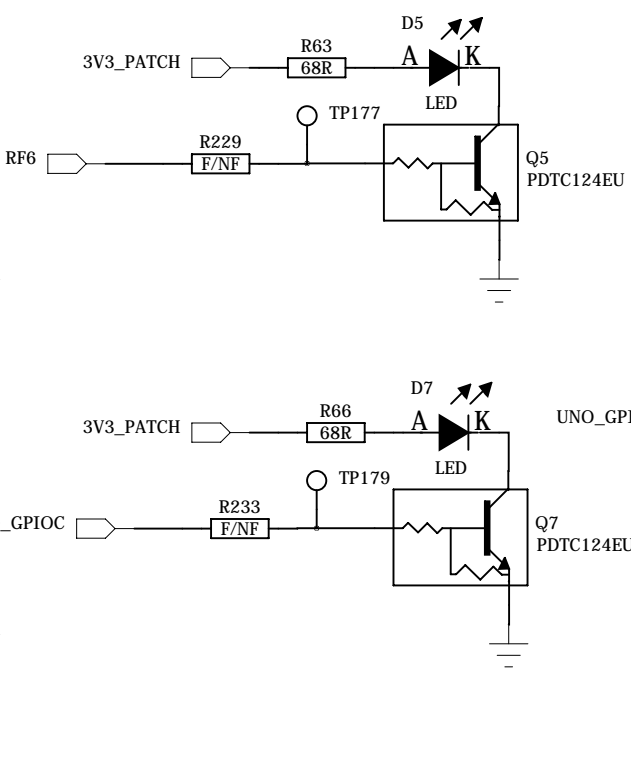 D5
R63
3V3_PATCH
68R
A
K
LED
TP177
R229
RF6
F/NF
Q5
PDTC124EU
D7
R66
3V3_PATCH
68R
A
K
UNO_GPI
LED
TP179
R233
_GPIOC
F/NF
Q7
PDTC124EU